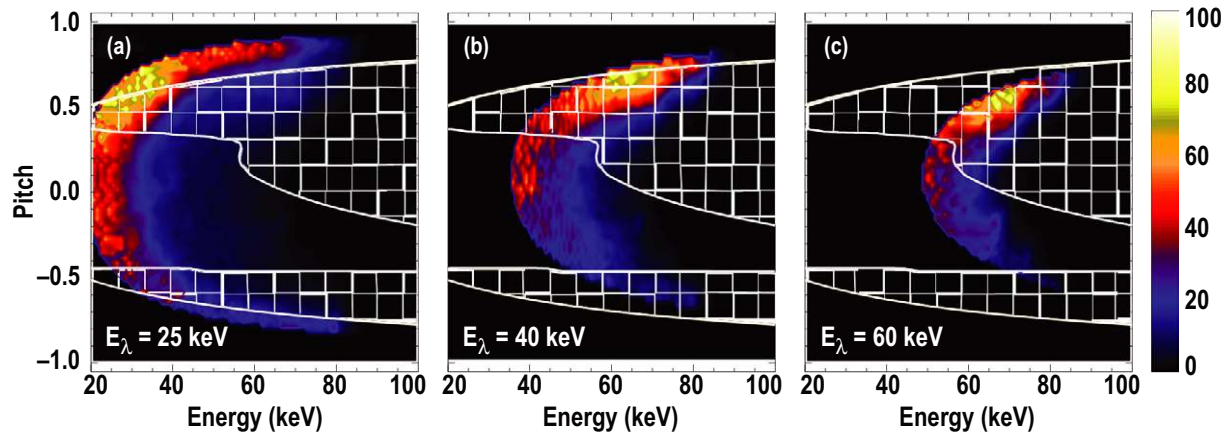 (a)
(b)
(c)
Pitch
1.0
0.5
0.0
–0.5
–1.0
E_λ = 25 keV
E_λ = 40 keV
E_λ = 60 keV
20 40 60 80 100
20 40 60 80 100
20 40 60 80 100
Energy (keV)
Energy (keV)
Energy (keV)
100
80
60
40
20
0